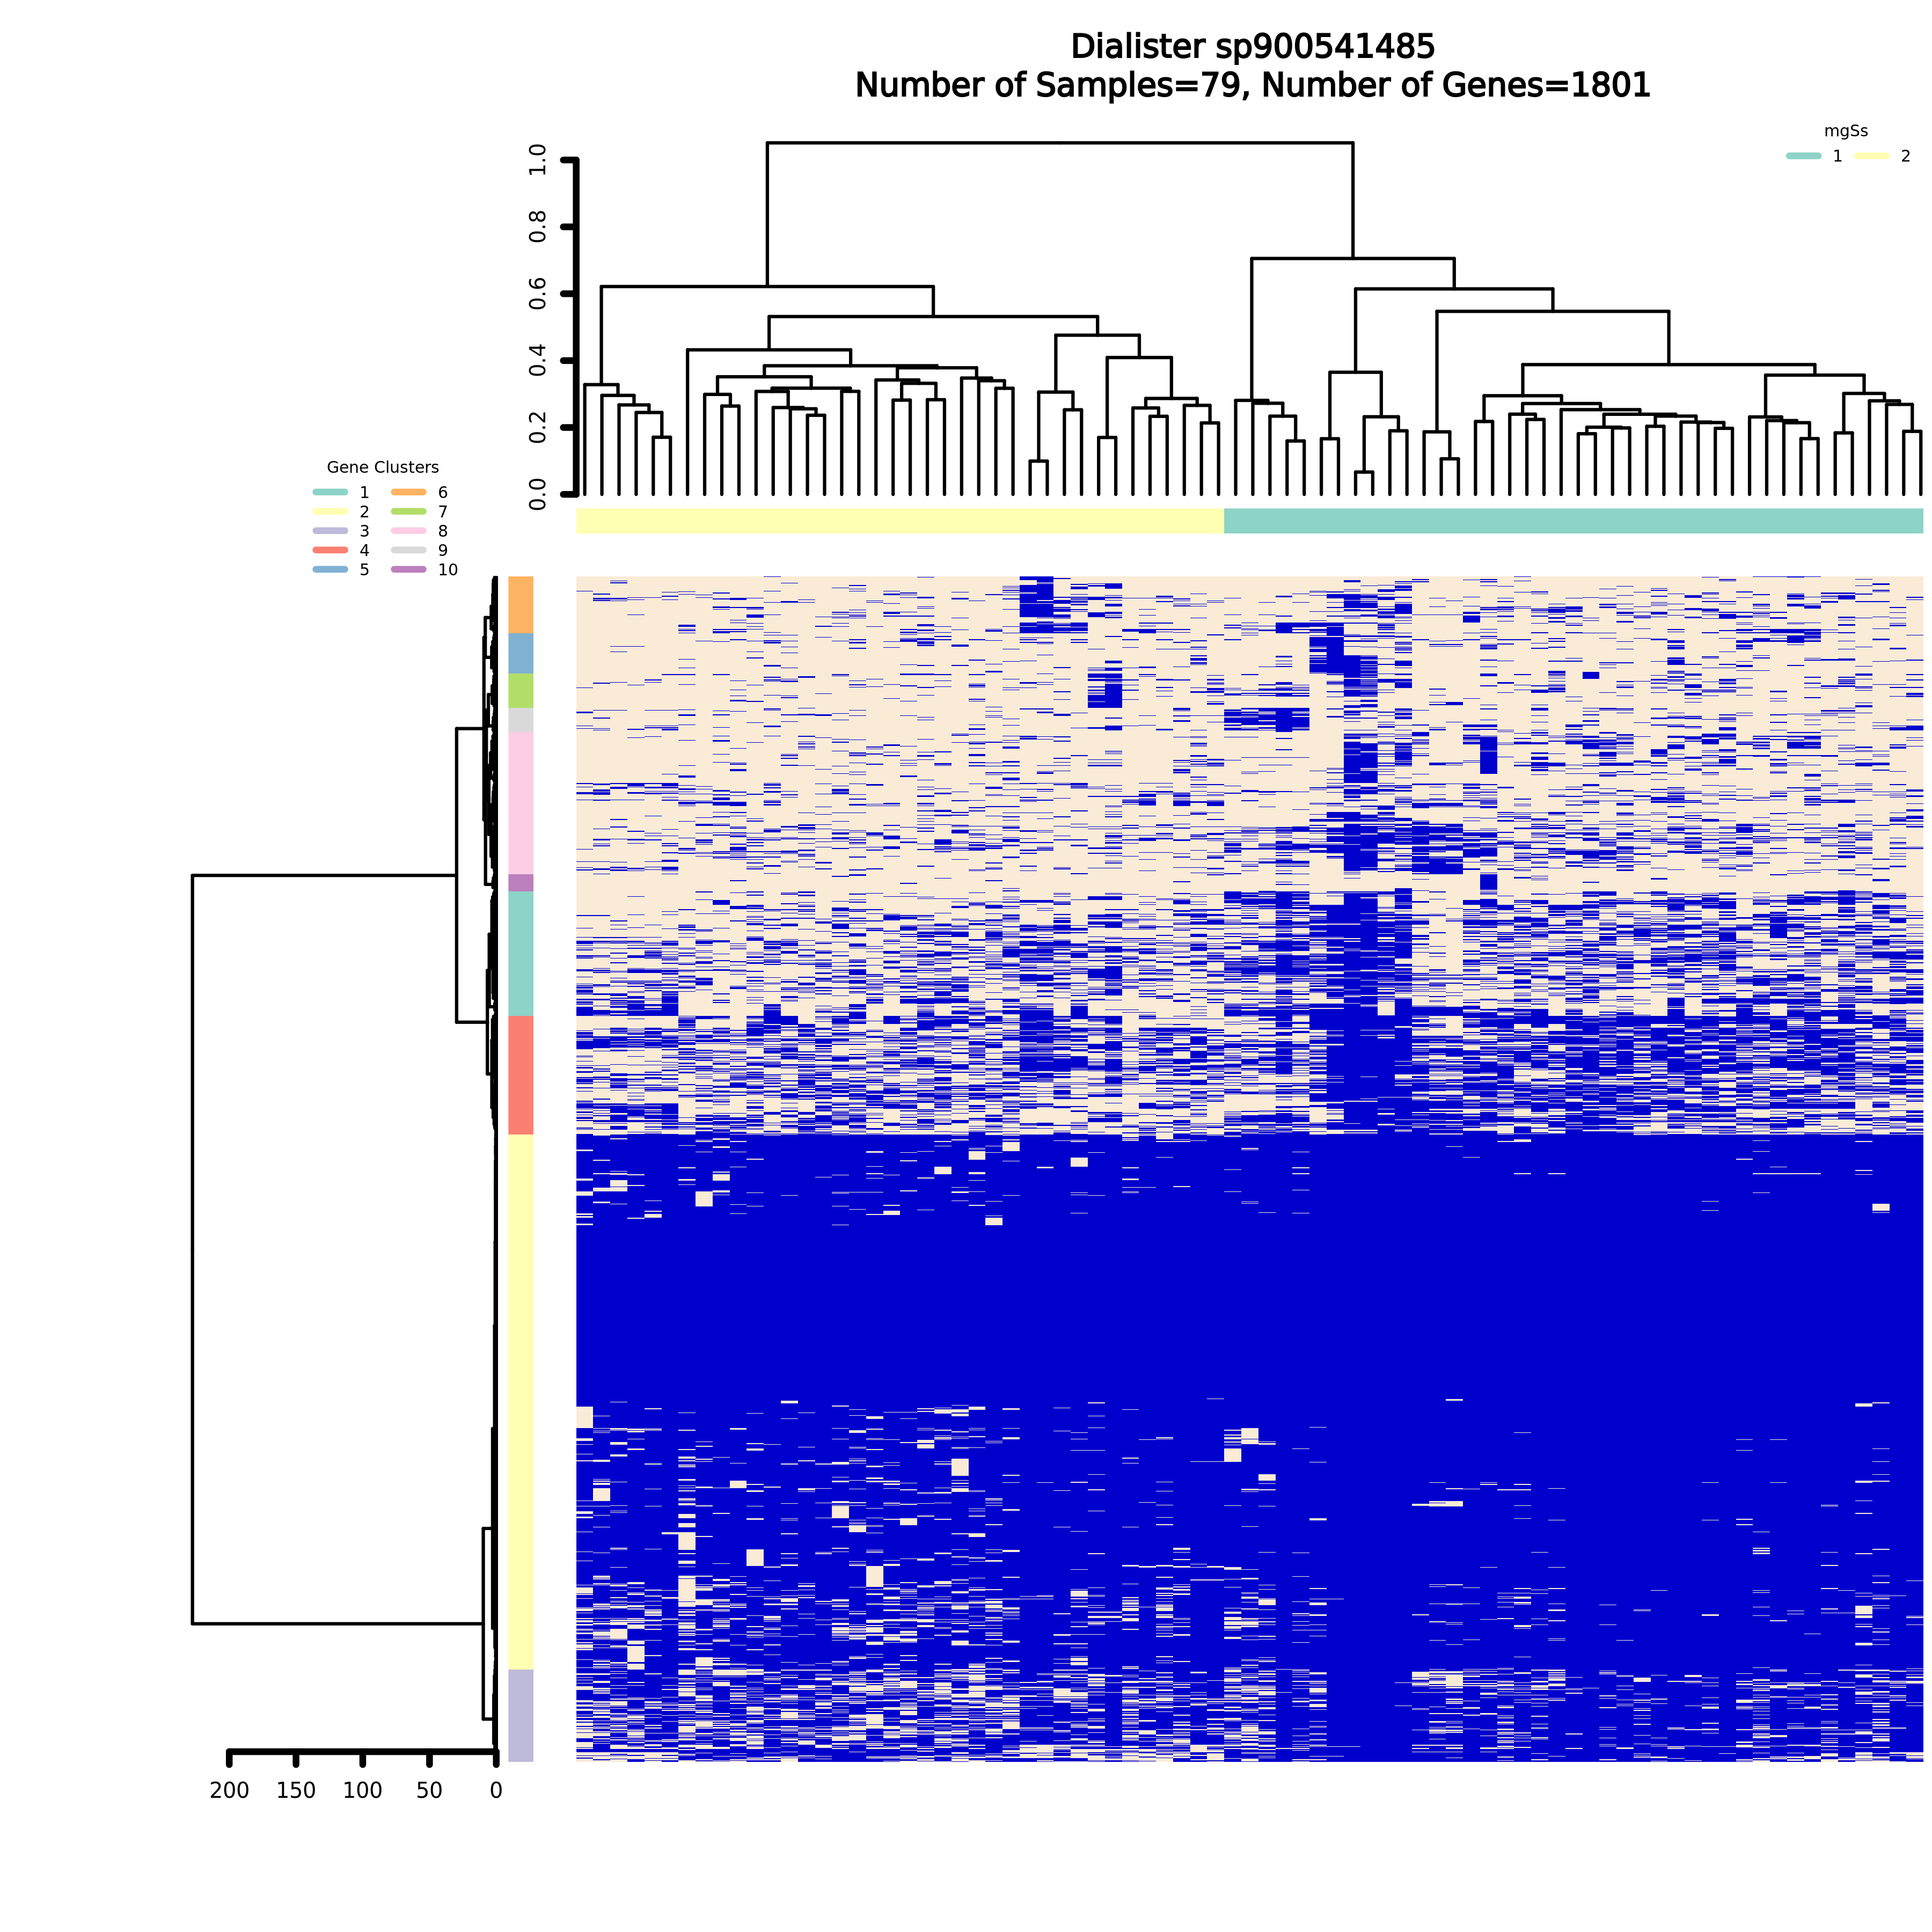 Dialister sp900541485
Number of Samples=79, Number of Genes=1801
mgSs
1 2
1.0
0.8
0.6
0.4
0.2
0.0
Gene Clusters
1 6
2 7
3 8
4 9
5 10
200 150 100 50 0